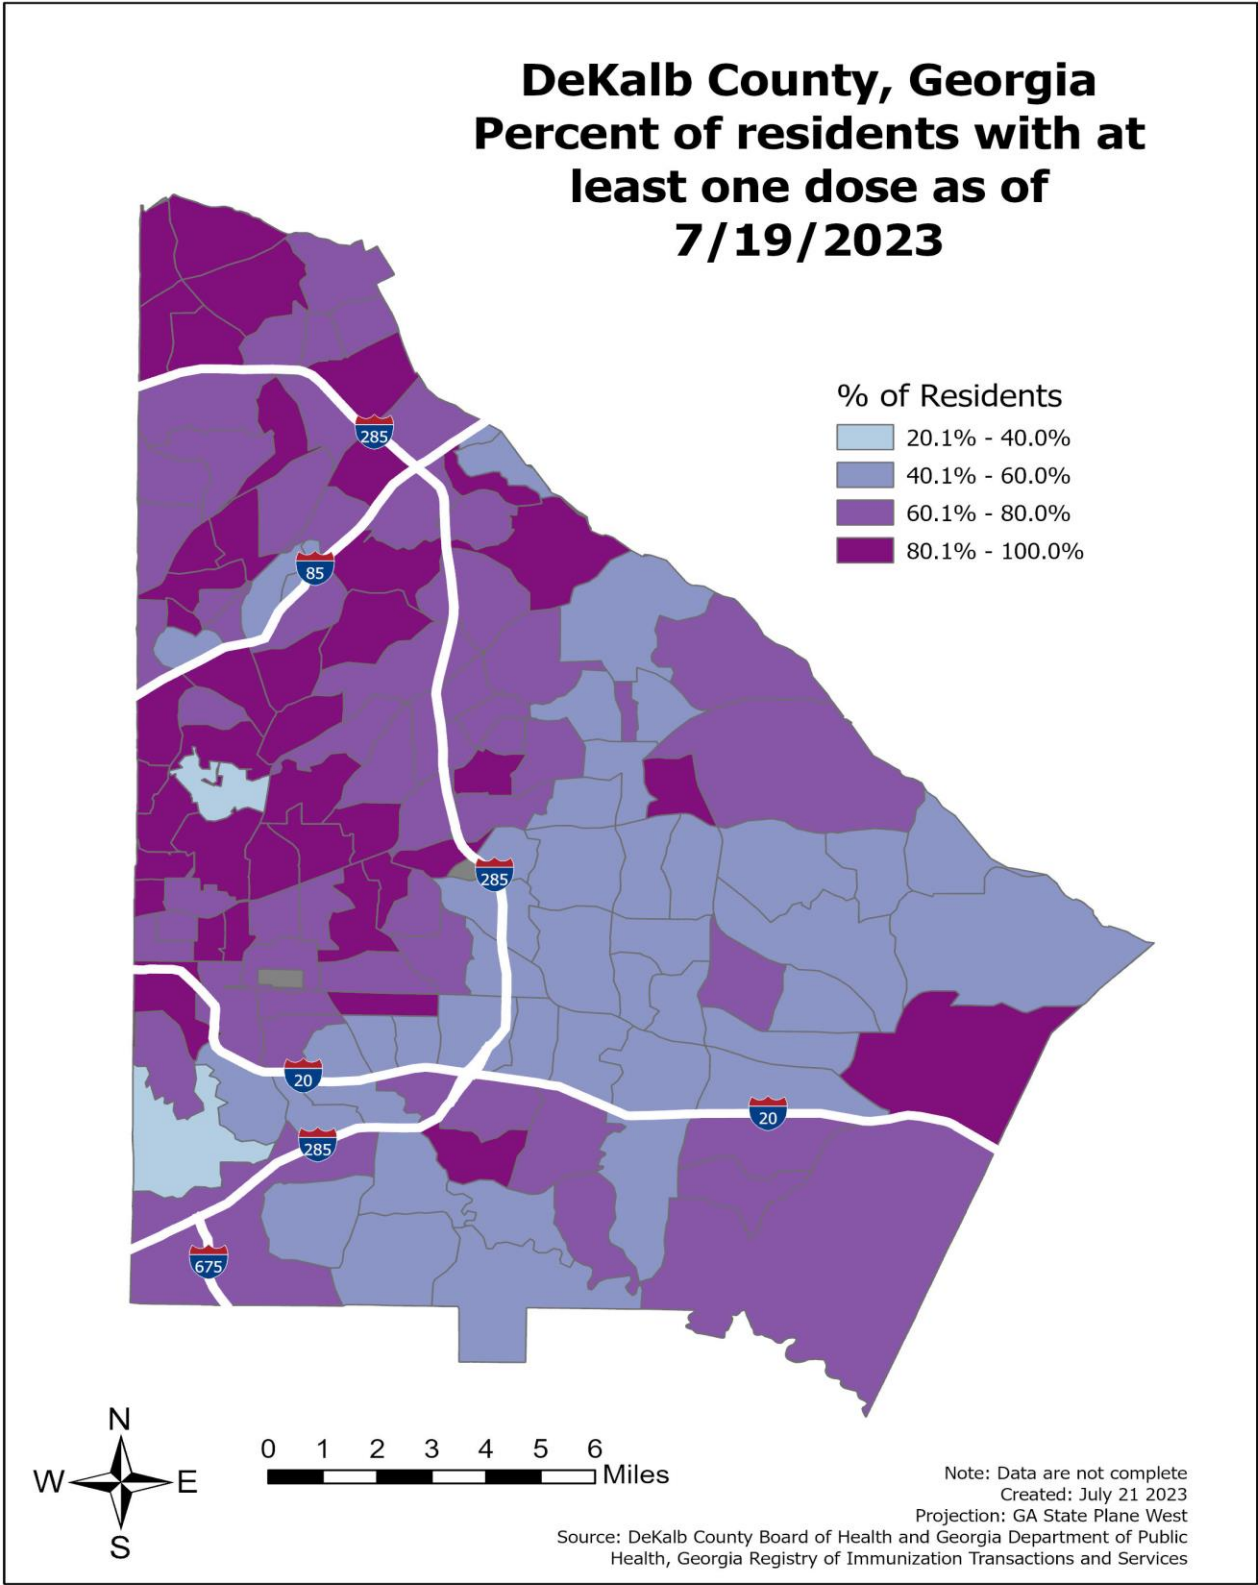 DeKalb County, Georgia
Percent of residents with at
least one dose as of
7/19/2023
% of Residents
20.1% - 40.0%
40.1% - 60.0%
60.1% - 80.0%
80.1% - 100.0%
285
85
285
20
20
285
675
N
W E
S
0 1 2 3 4 5 6
Miles
Note: Data are not complete
Created: July 21 2023
Projection: GA State Plane West
Source: DeKalb County Board of Health and Georgia Department of Public
Health, Georgia Registry of Immunization Transactions and Services